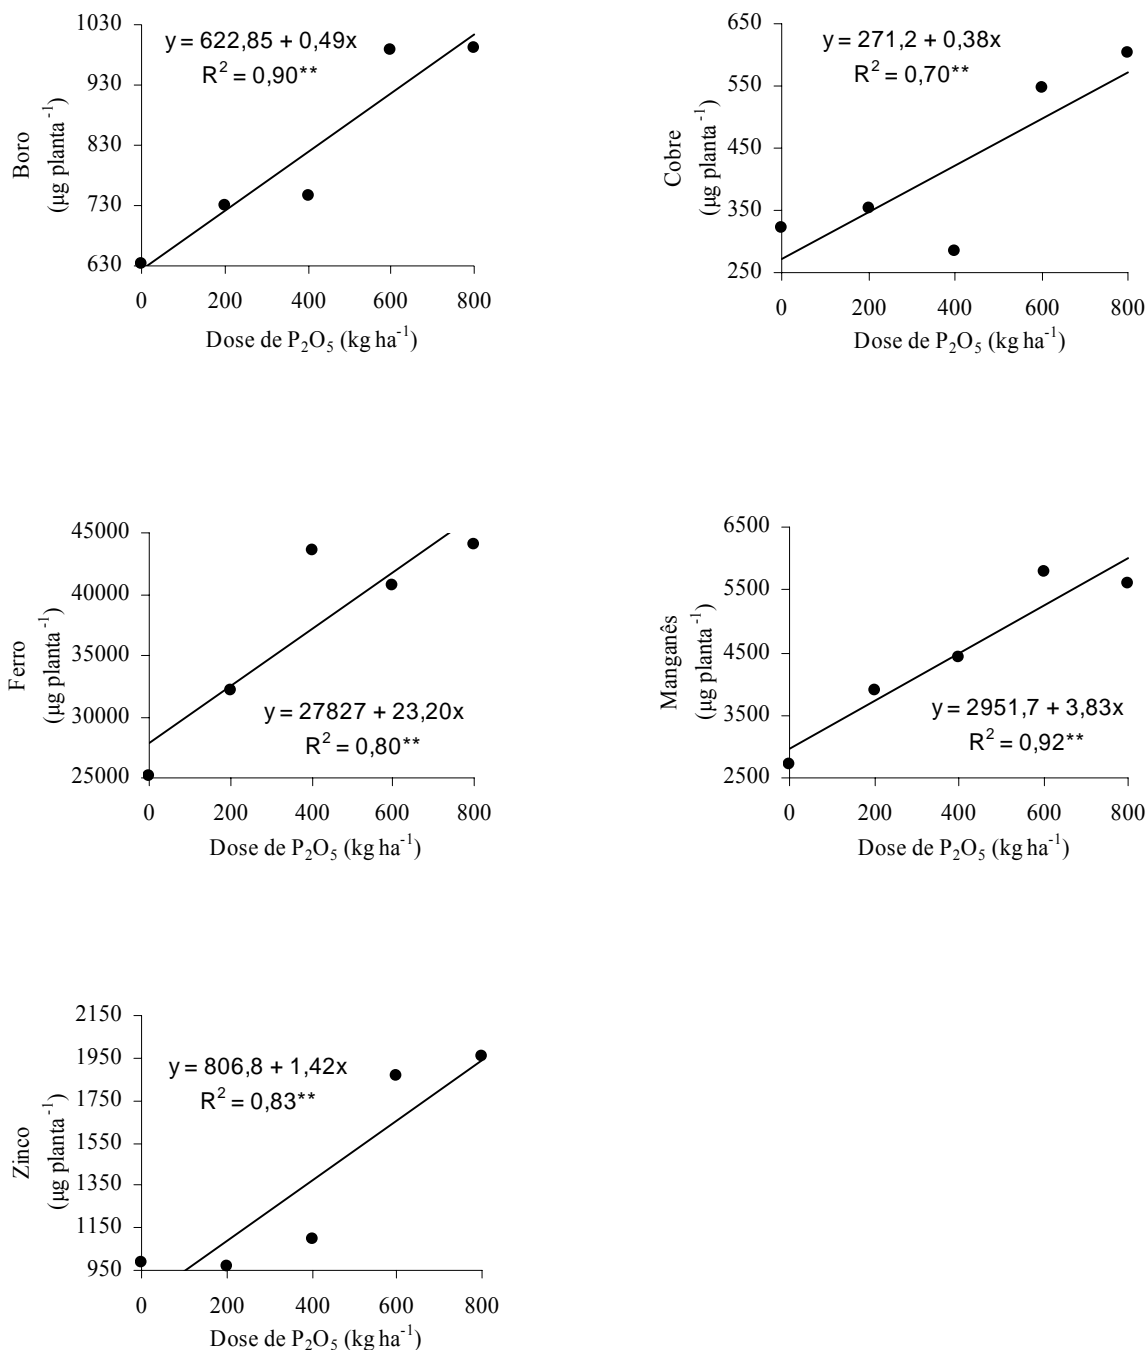 Boro
(µg planta⁻¹)
1030
930
830
730
630
y = 622,85 + 0,49x
R² = 0,90**
0 200 400 600 800
Dose de P₂O₅ (kg ha⁻¹)
Cobre
(µg planta⁻¹)
650
550
450
350
250
y = 271,2 + 0,38x
R² = 0,70**
0 200 400 600 800
Dose de P₂O₅ (kg ha⁻¹)
Ferro
(µg planta⁻¹)
45000
40000
35000
30000
25000
y = 27827 + 23,20x
R² = 0,80**
0 200 400 600 800
Dose de P₂O₅ (kg ha⁻¹)
Manganês
(µg planta⁻¹)
6500
5500
4500
3500
2500
y = 2951,7 + 3,83x
R² = 0,92**
0 200 400 600 800
Dose de P₂O₅ (kg ha⁻¹)
Zinco
(µg planta⁻¹)
2150
1950
1750
1550
1350
1150
950
y = 806,8 + 1,42x
R² = 0,83**
0 200 400 600 800
Dose de P₂O₅ (kg ha⁻¹)